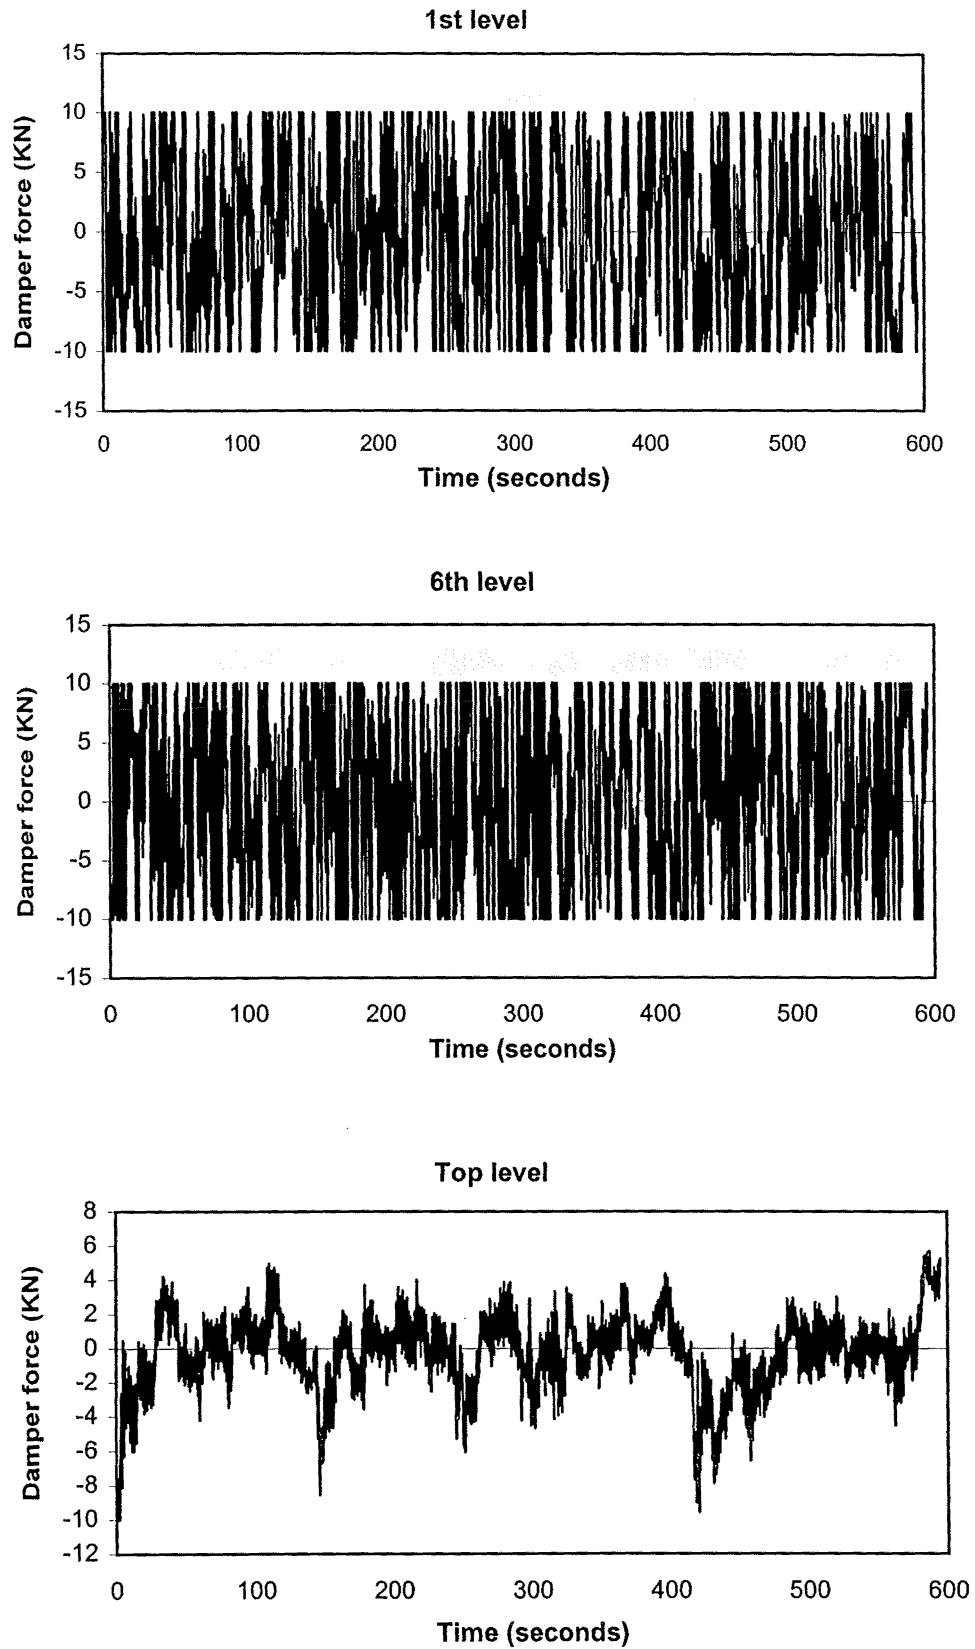 1st level
15
10
5
0
-5
-10
-15
Damper force (KN)
0 100 200 300 400 500 600
Time (seconds)
6th level
15
10
5
0
-5
-10
-15
Damper force (KN)
0 100 200 300 400 500 600
Time (seconds)
Top level
8
6
4
2
0
-2
-4
-6
-8
-10
-12
Damper force (KN)
0 100 200 300 400 500 600
Time (seconds)